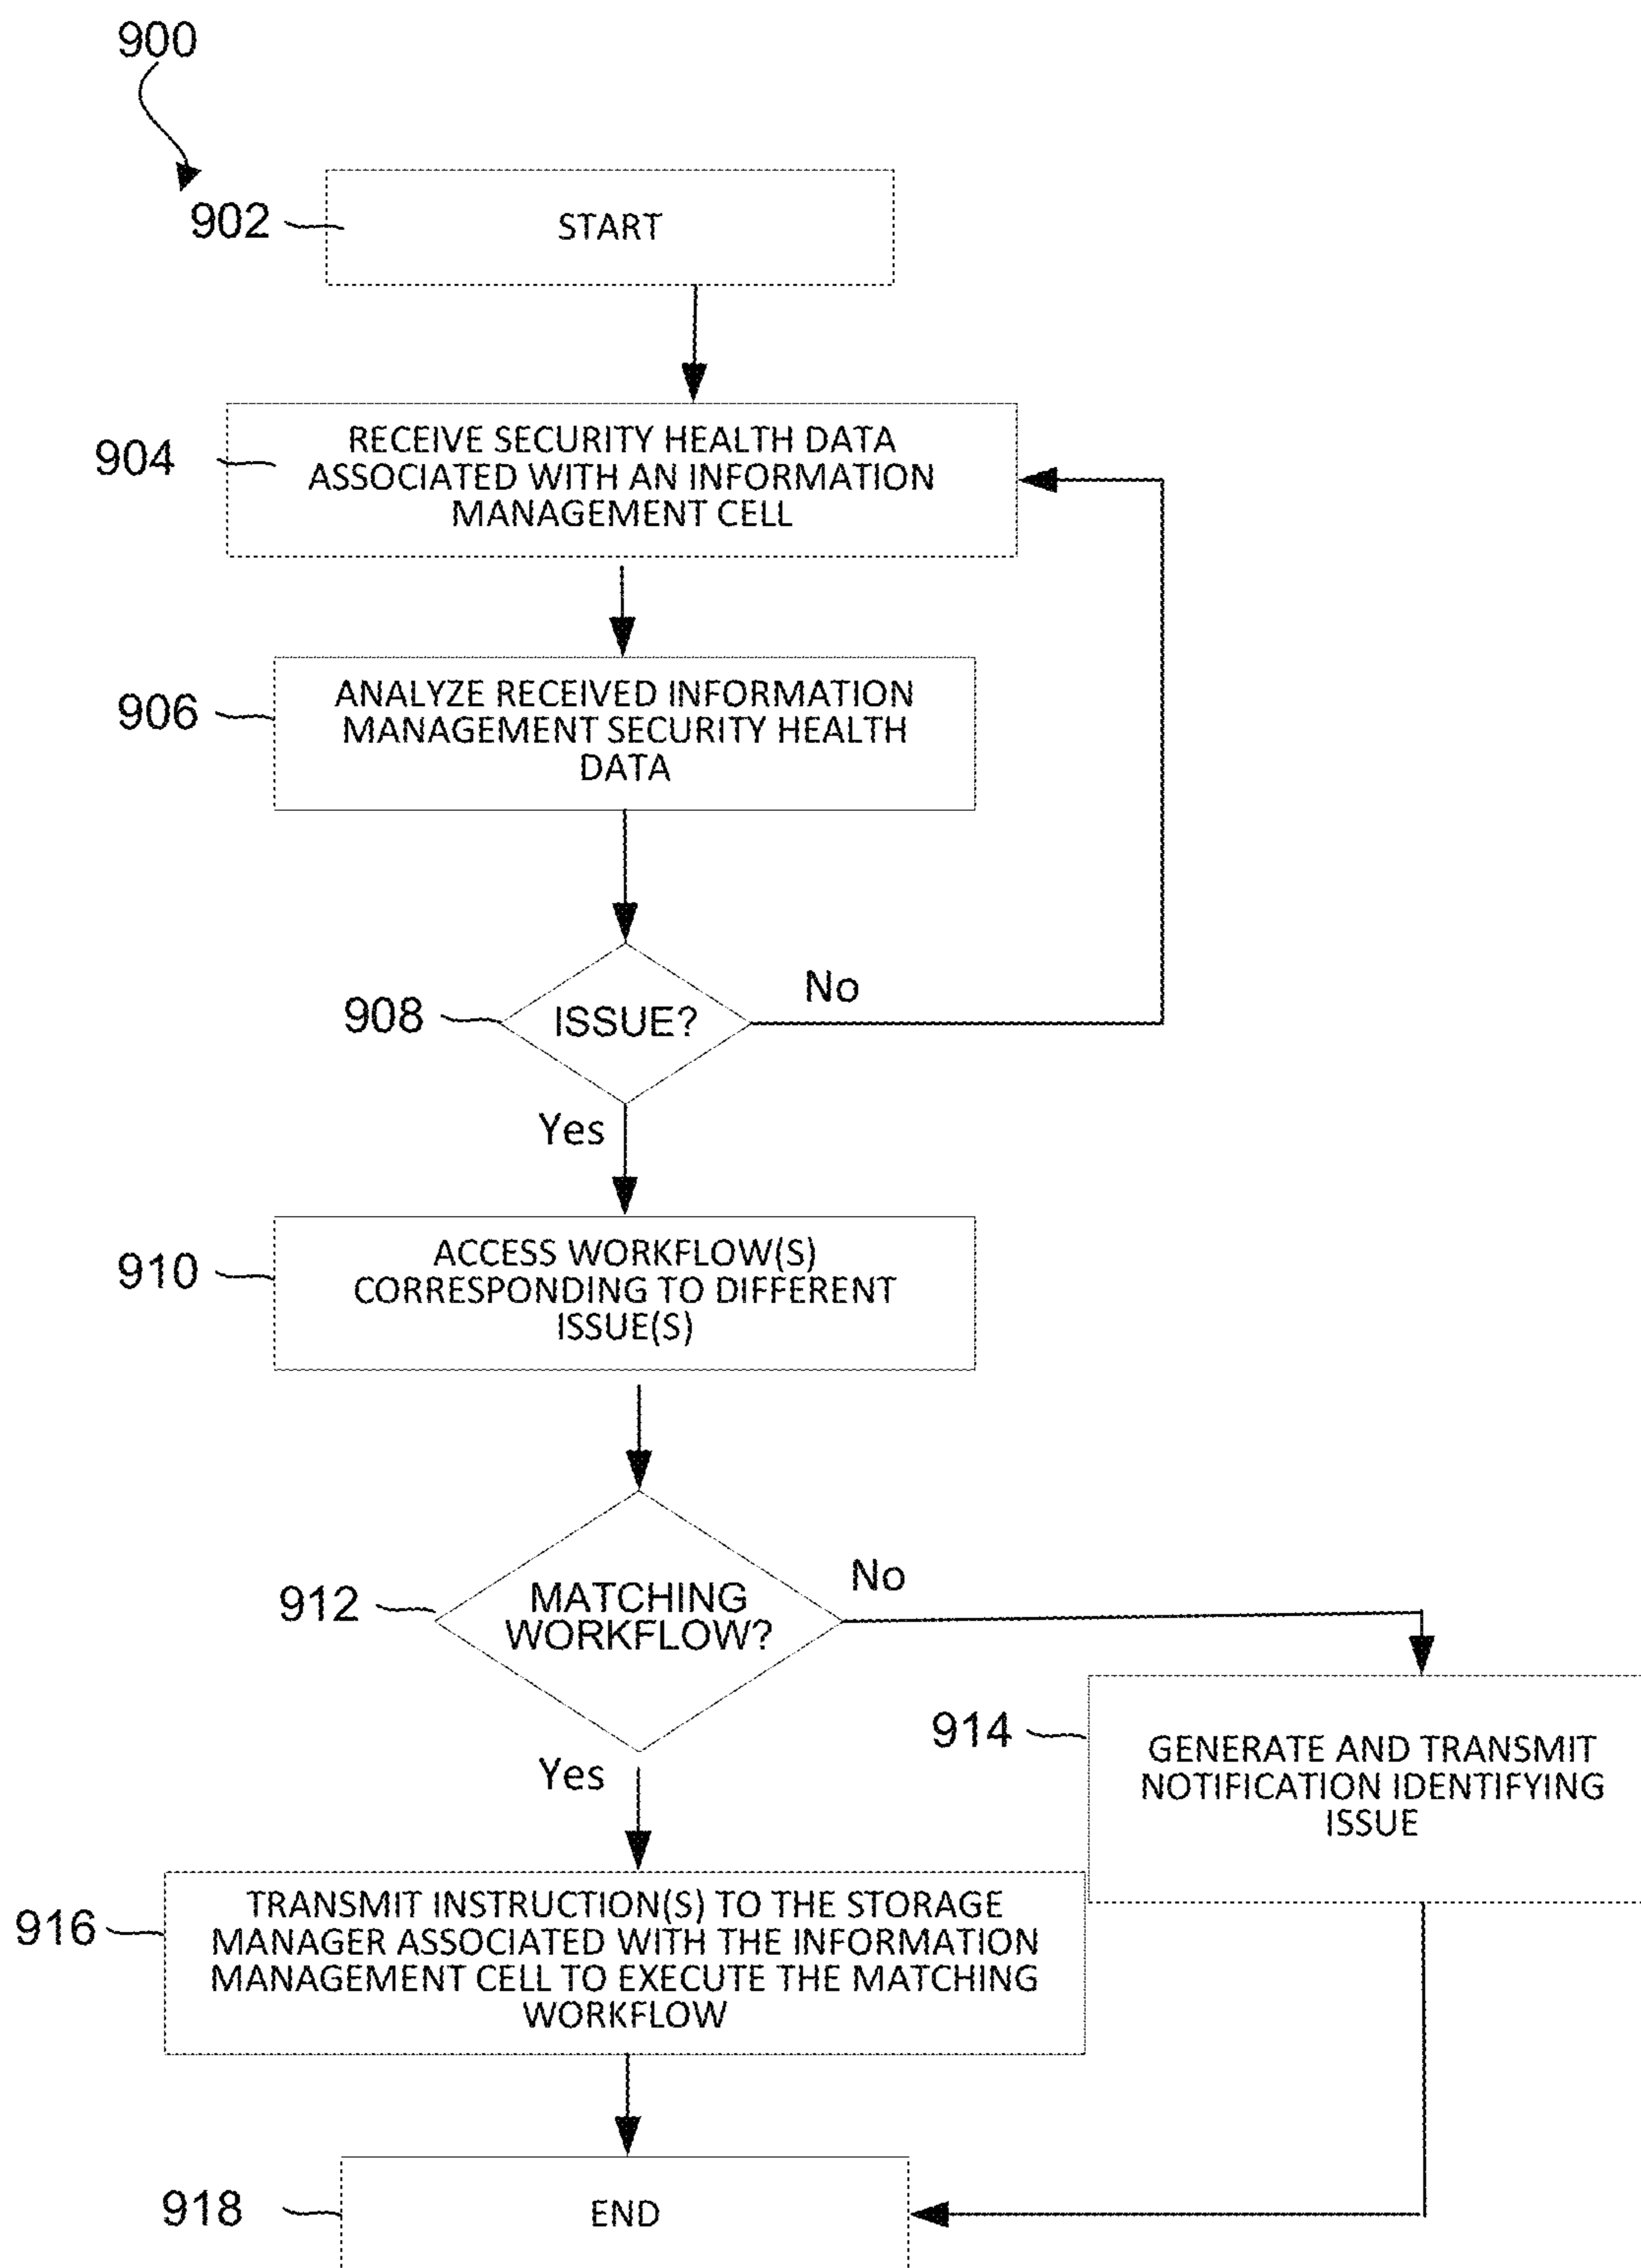 900
902
START
904
RECEIVE SECURITY HEALTH DATA
ASSOCIATED WITH AN INFORMATION
MANAGEMENT CELL
906
ANALYZE RECEIVED INFORMATION
MANAGEMENT SECURITY HEALTH
DATA
908
ISSUE?
No
Yes
910
ACCESS WORKFLOW(S)
CORRESPONDING TO DIFFERENT
ISSUE(S)
912
MATCHING
WORKFLOW?
No
Yes
914
GENERATE AND TRANSMIT
NOTIFICATION IDENTIFYING
ISSUE
916
TRANSMIT INSTRUCTION(S) TO THE STORAGE
MANAGER ASSOCIATED WITH THE INFORMATION
MANAGEMENT CELL TO EXECUTE THE MATCHING
WORKFLOW
918
END